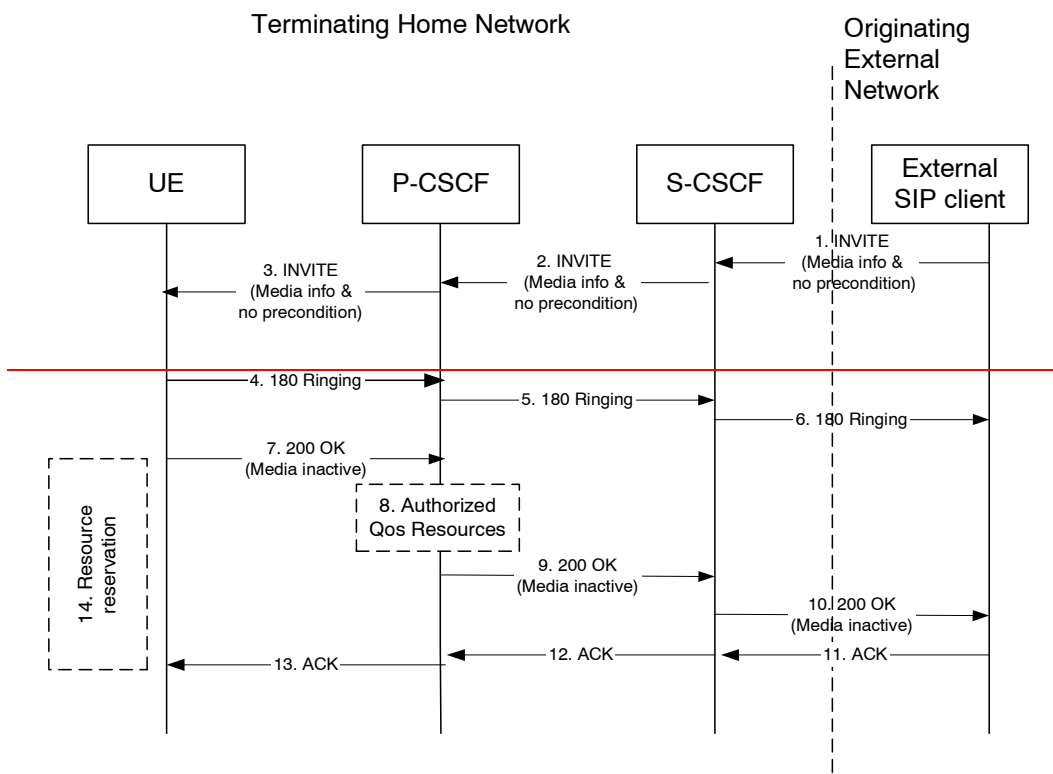 Terminating Home Network
Originating
External
Network
UE
P-CSCF
S-CSCF
External
SIP client
1. INVITE
(Media info &
no precondition)
2. INVITE
(Media info &
no precondition)
3. INVITE
(Media info &
no precondition)
4. 180 Ringing
5. 180 Ringing
6. 180 Ringing
7. 200 OK
(Media inactive)
8. Authorized
Qos Resources
9. 200 OK
(Media inactive)
10. 200 OK
(Media inactive)
11. ACK
12. ACK
13. ACK
14. Resource
reservation